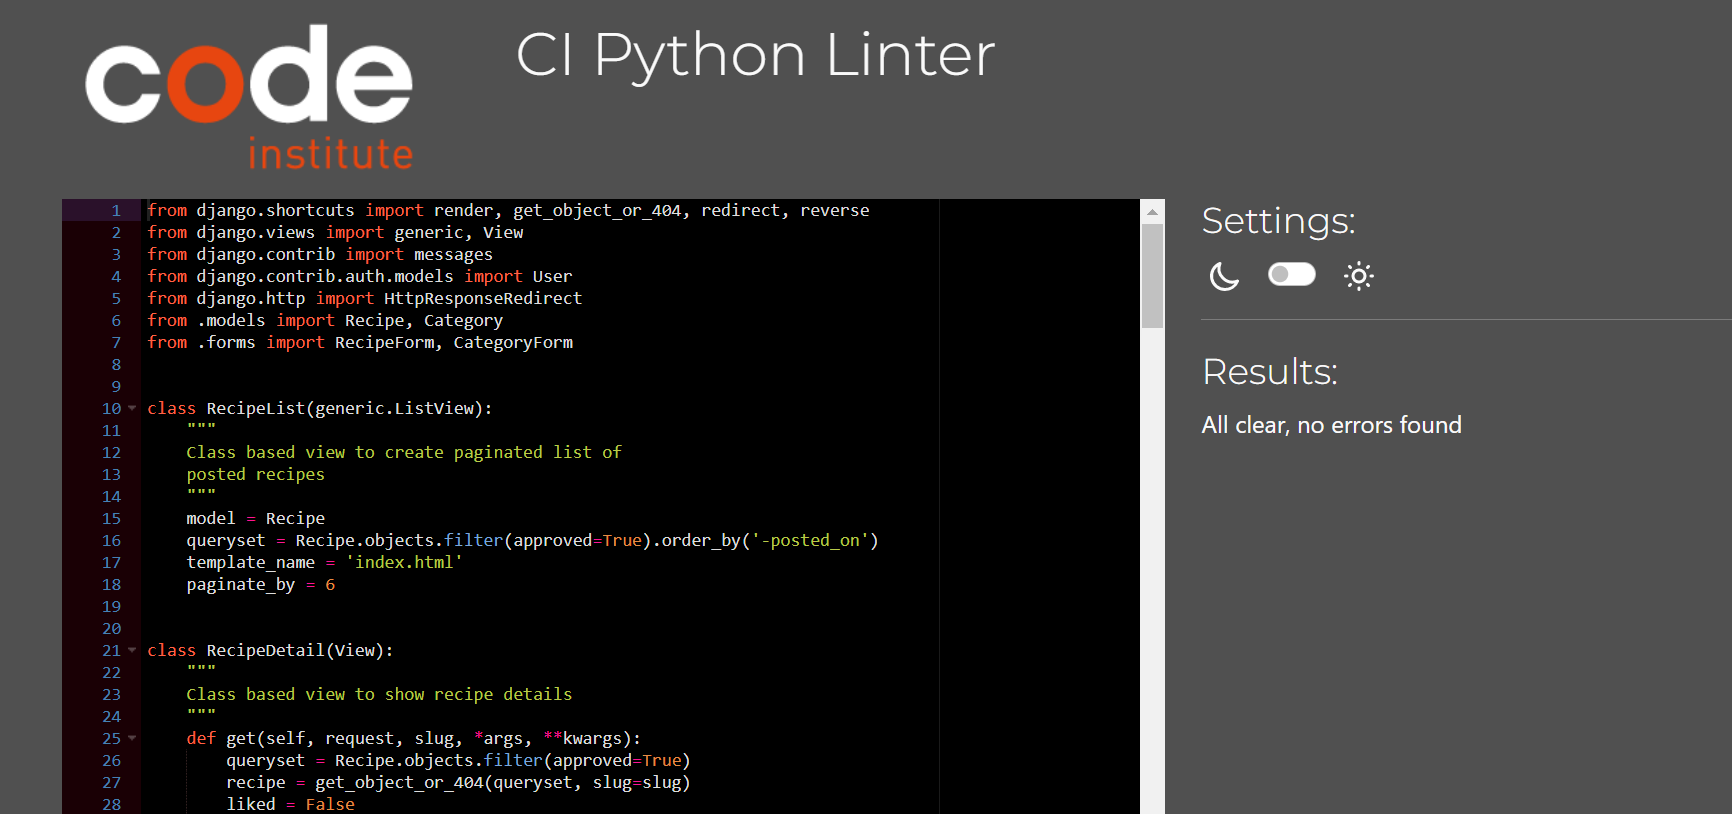 code
institute
CI Python Linter
1 from django.shortcuts import render, get_object_or_404, redirect, reverse
2 from django.views import generic, View
3 from django.contrib import messages
4 from django.contrib.auth.models import User
5 from django.http import HttpResponseRedirect
6 from .models import Recipe, Category
7 from .forms import RecipeForm, CategoryForm
8
9
10 class RecipeList(generic.ListView):
11     """
12     Class based view to create paginated list of
13     posted recipes
14     """
15     model = Recipe
16     queryset = Recipe.objects.filter(approved=True).order_by('-posted_on')
17     template_name = 'index.html'
18     paginate_by = 6
19
20
21 class RecipeDetail(View):
22     """
23     Class based view to show recipe details
24     """
25     def get(self, request, slug, *args, **kwargs):
26         queryset = Recipe.objects.filter(approved=True)
27         recipe = get_object_or_404(queryset, slug=slug)
28         liked = False
Settings:
Results:
All clear, no errors found